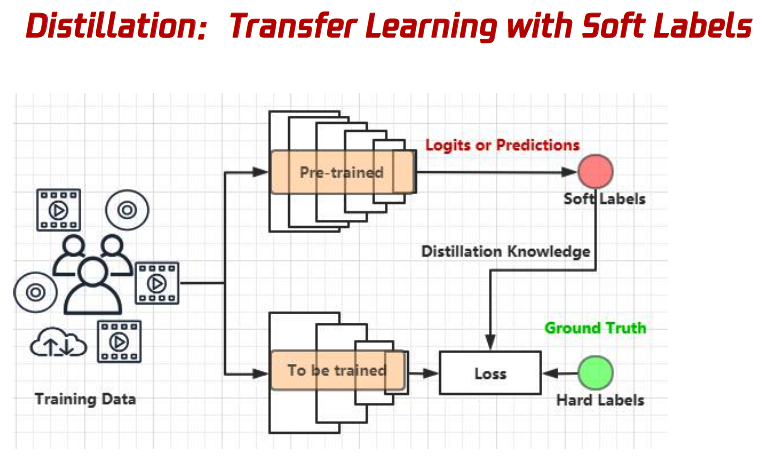 Distillation: Transfer Learning with Soft Labels
Logits or Predictions
Pre-trained
Soft Labels
Distillation Knowledge
Ground Truth
To be trained
Loss
Training Data
Hard Labels